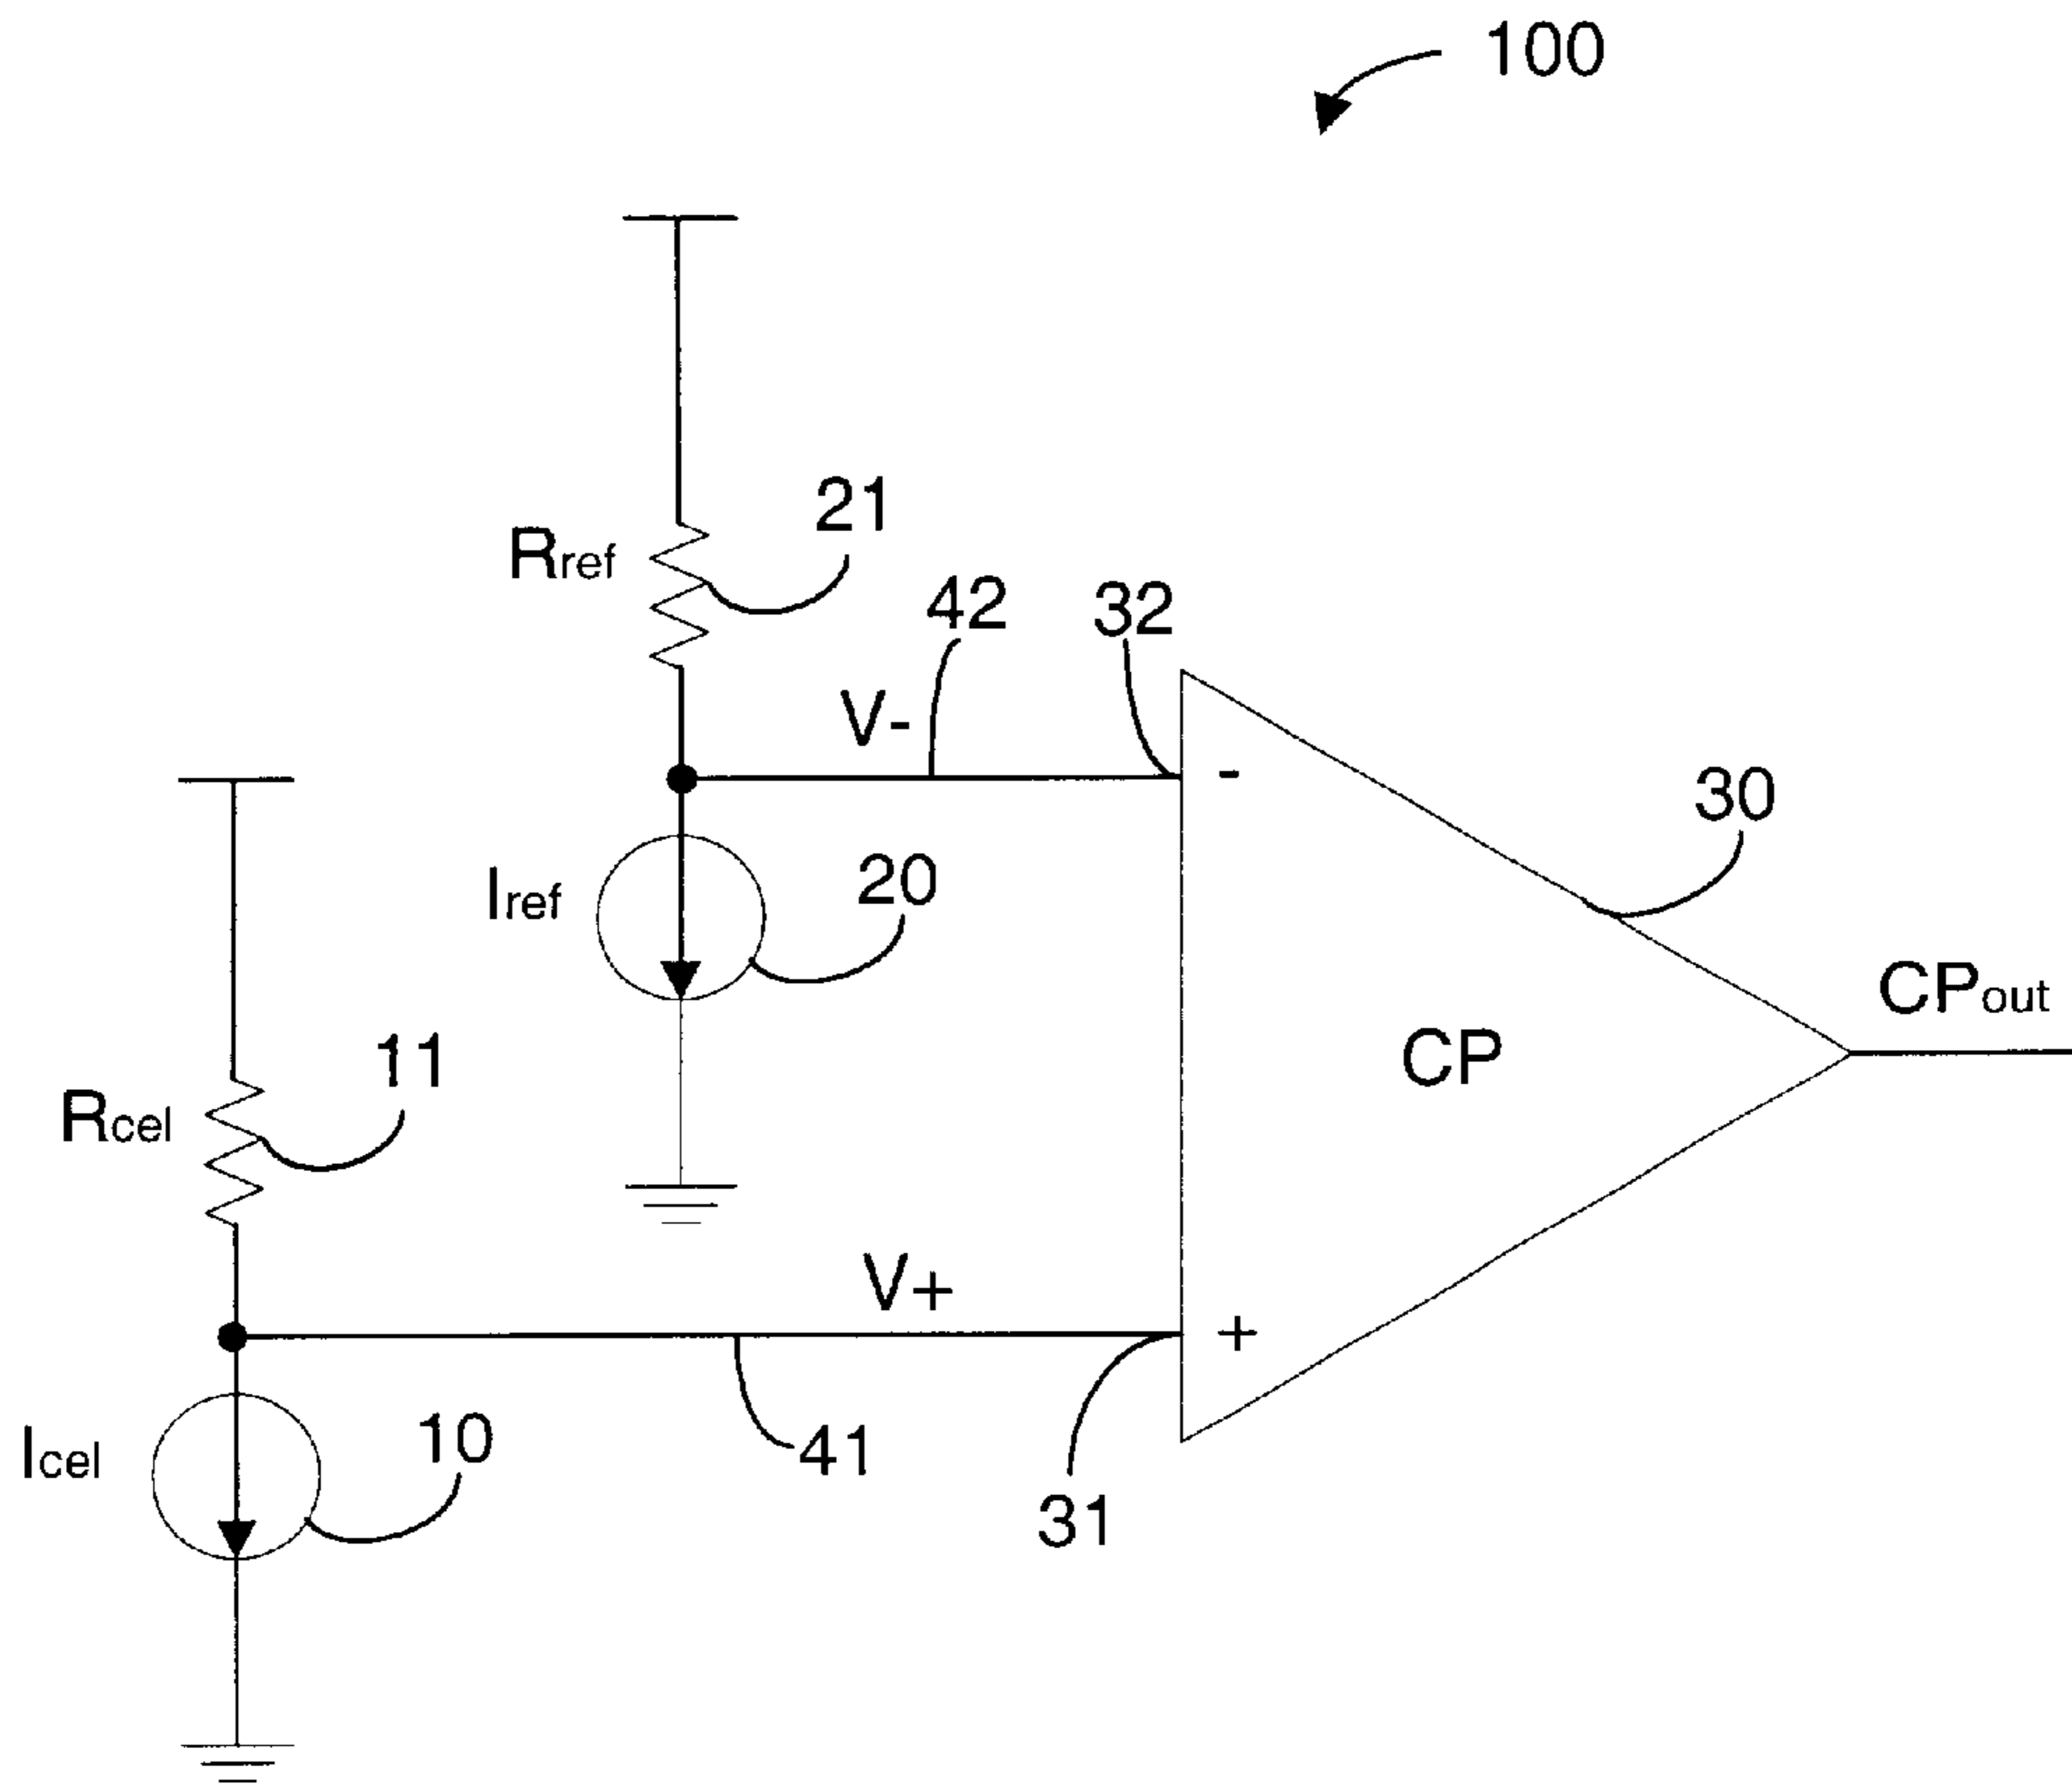 100
21
Rref
42
32
V-
-
30
20
Iref
CPout
11
CP
Rcel
V+
+
10
41
Icel
31